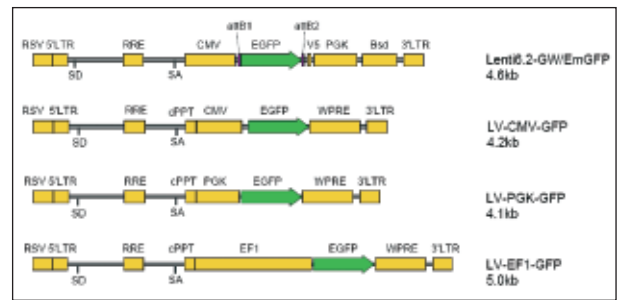 attB1 attB2
RSV 5'LTR RRE CMV EGFP V5 PGK Bsd 3'LTR
SD SA
Lenti6.2-GW/EmGFP
4.6kb
RSV 5'LTR RRE cPPT CMV EGFP WPRE 3'LTR
SD SA
LV-CMV-GFP
4.2kb
RSV 5'LTR RRE cPPT PGK EGFP WPRE 3'LTR
SD SA
LV-PGK-GFP
4.1kb
RSV 5'LTR RRE cPPT EF1 EGFP WPRE 3'LTR
SD SA
LV-EF1-GFP
5.0kb